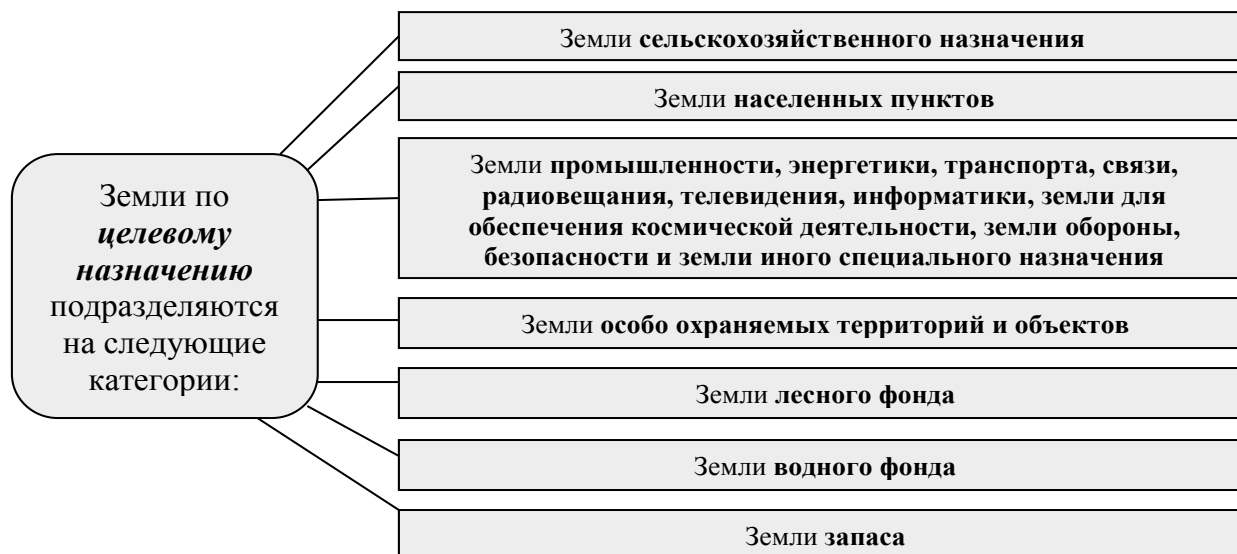 Земли по
целевому
назначению
подразделяются
на следующие
категории:
Земли сельскохозяйственного назначения
Земли населенных пунктов
Земли промышленности, энергетики, транспорта, связи,
радиовещания, телевидения, информатики, земли для
обеспечения космической деятельности, земли обороны,
безопасности и земли иного специального назначения
Земли особо охраняемых территорий и объектов
Земли лесного фонда
Земли водного фонда
Земли запаса